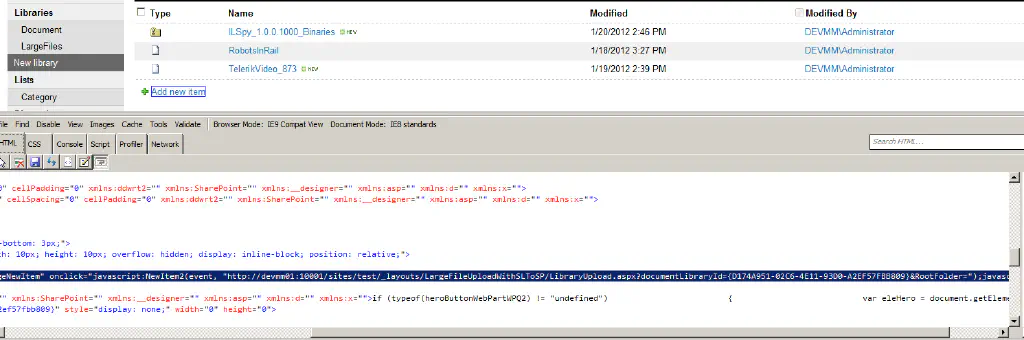 Libraries
Document
LargeFiles
New library
Lists
Category
Type Name Modified Modified By
ILSpy_1.0.0.1000_Binaries NEW 1/20/2012 2:46 PM DEVMM\Administrator
RobotsInRail 1/18/2012 3:27 PM DEVMM\Administrator
TelerikVideo_873 NEW 1/19/2012 2:39 PM DEVMM\Administrator
Add new item
File Find Disable View Images Cache Tools Validate Browser Mode: IE9 Compat View Document Mode: IE8 standards
HTML CSS Console Script Profiler Network Search HTML...
0" cellPadding="0" xmlns:ddwrt2="" xmlns:SharePoint="" xmlns:__designer="" xmlns:asp="" xmlns:d="" xmlns:x="">
" cellSpacing="0" cellPadding="0" xmlns:ddwrt2="" xmlns:SharePoint="" xmlns:__designer="" xmlns:asp="" xmlns:d="" xmlns:x="">
-bottom: 3px;">
th: 10px; height: 10px; overflow: hidden; display: inline-block; position: relative;">
geNewItem" onclick="javascript:NewItem2(event, "http://devmm01:10001/sites/test/_layouts/LargeFileUploadWithSLToSP/LibraryUpload.aspx?documentLibraryId={D174A951-02C6-4E11-93D0-A2EF57FBB809}&RootFolder=");javas
"" xmlns:SharePoint="" xmlns:__designer="" xmlns:asp="" xmlns:d="" xmlns:x="">if (typeof(heroButtonWebPartWPQ2) != "undefined") { var eleHero = document.getEleme
2ef57fbb809}" style="display: none;" width="0" height="0">